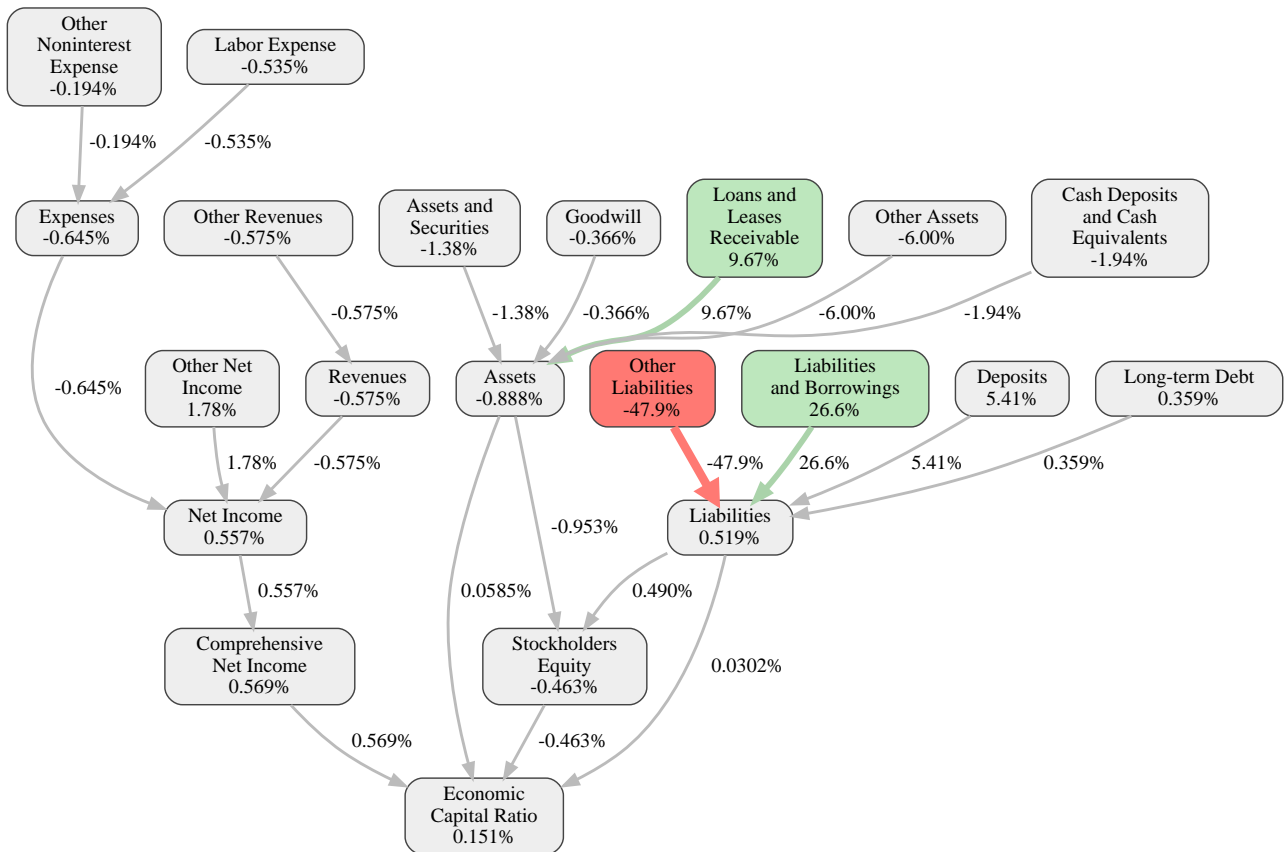 Other
Noninterest
Expense
-0.194%
Labor Expense
-0.535%
-0.194%
-0.535%
Expenses
-0.645%
Other Revenues
-0.575%
Assets and
Securities
-1.38%
Goodwill
-0.366%
Loans and
Leases
Receivable
9.67%
Other Assets
-6.00%
Cash Deposits
and Cash
Equivalents
-1.94%
-0.575%
-1.38%
-0.366%
9.67%
-6.00%
-1.94%
-0.645%
Other Net
Income
1.78%
Revenues
-0.575%
Assets
-0.888%
Other
Liabilities
-47.9%
Liabilities
and Borrowings
26.6%
Deposits
5.41%
Long-term Debt
0.359%
1.78%
-0.575%
-47.9%
26.6%
5.41%
0.359%
Net Income
0.557%
-0.953%
Liabilities
0.519%
0.557%
0.0585%
0.490%
Comprehensive
Net Income
0.569%
Stockholders
Equity
-0.463%
0.0302%
0.569%
-0.463%
Economic
Capital Ratio
0.151%